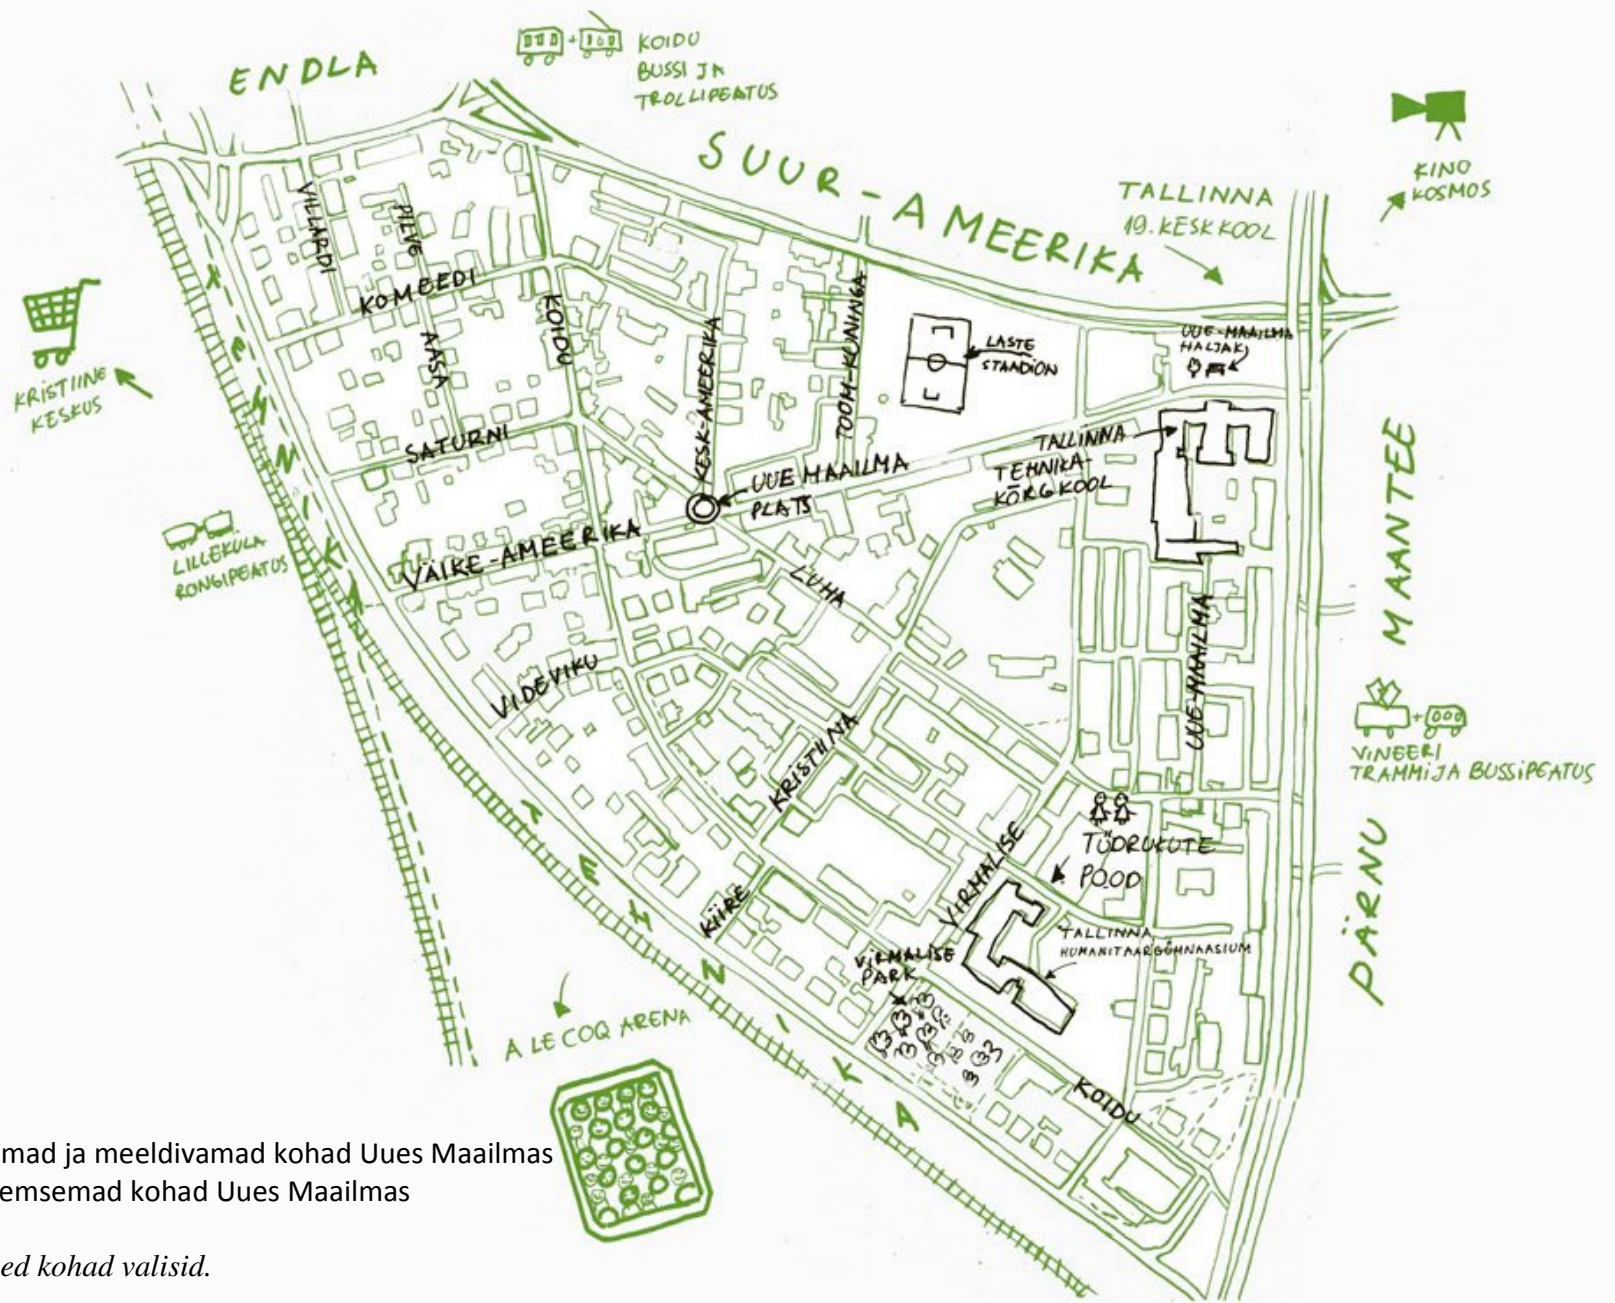 ENDLA
KOIDU
BUSSI JA
TROLLIPEATUS
SUUR-AMEERIKA
TALLINNA
19. KESKKOOL
KINO
KOSMOS
VILLARDI
PILVE
KOMEEDI
KOIDU
AASA
KESK-AMEERIKA
TOOM-KUNINGA
LASTE
STAADION
UUE-MAAILMA
HALJAK
KRISTIINE
KESKUS
TEHNIKA
SATURNI
UUE MAAILMA
PLATS
TALLINNA
TEHNIKA-
KÕRGKOOL
PÄRNU MAANTEE
LILLEKÜLA
RONGIPEATUS
VÄIKE-AMEERIKA
LUHA
UUE-MAAILMA
VIDEVIKU
KRISTIINA
VINEERI
TRAMMI JA BUSSIPEATUS
TÜDRUKUTE
POOD
VIRMALISE
KIIRE
TALLINNA
HUMANITAARGÜMNAASIUM
VIRMALISE
PARK
TEHNIKA
A LE COQ ARENA
KOIDU
mad ja meeldivamad kohad Uues Maailmas
emsemad kohad Uues Maailmas
ed kohad valisid.